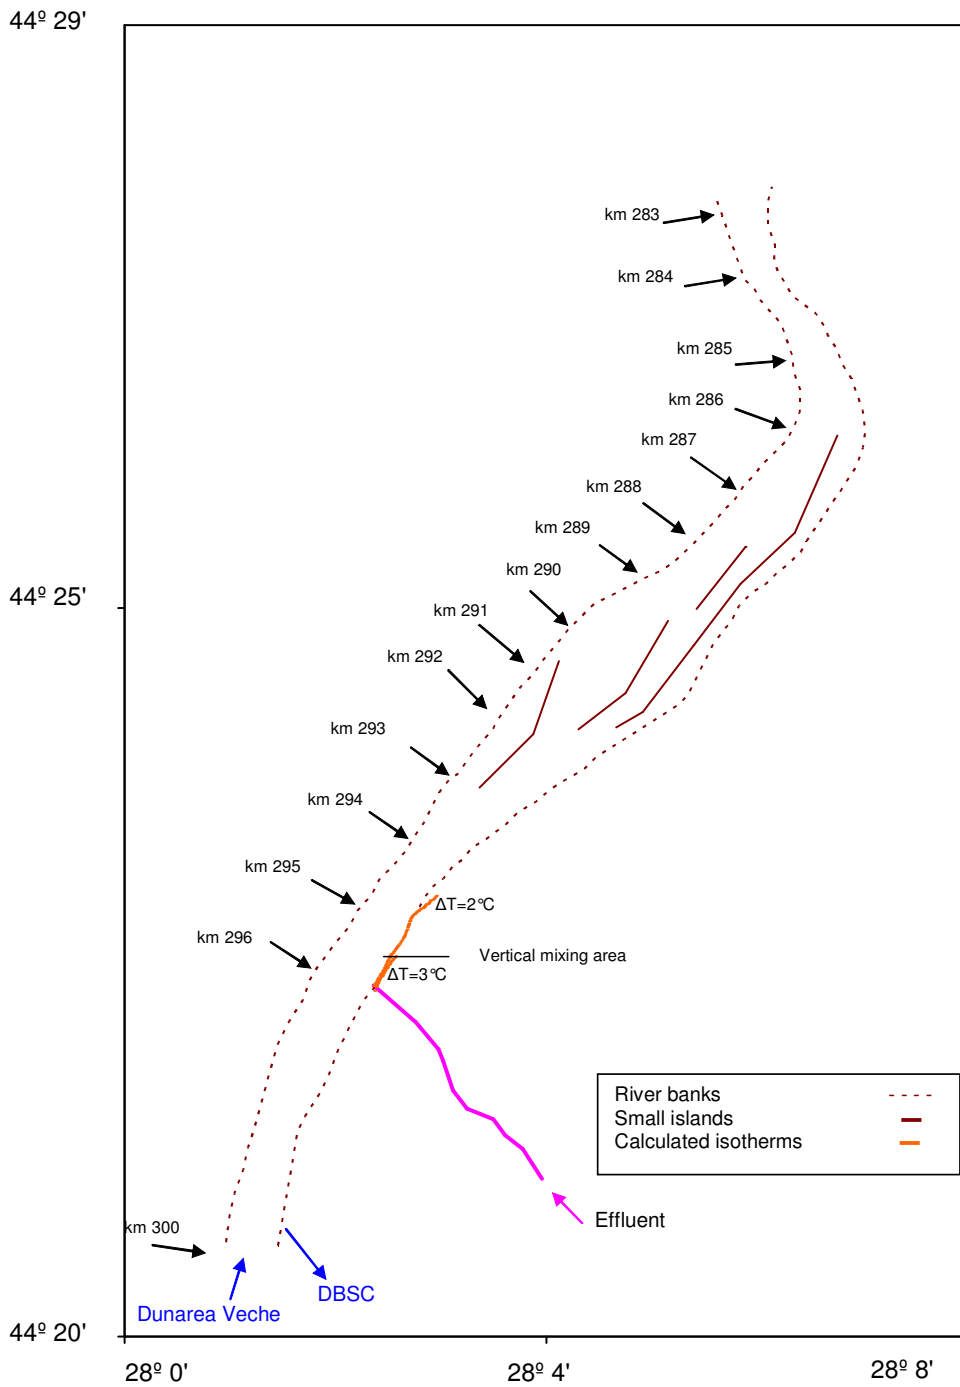 44º 29'
km 283
km 284
km 285
km 286
km 287
km 288
km 289
km 290
44º 25'
km 291
km 292
km 293
km 294
km 295
ΔT=2°C
km 296
Vertical mixing area
ΔT=3°C
River banks
Small islands
Calculated isotherms
Effluent
km 300
DBSC
Dunarea Veche
44º 20'
28º 0'
28º 4'
28º 8'